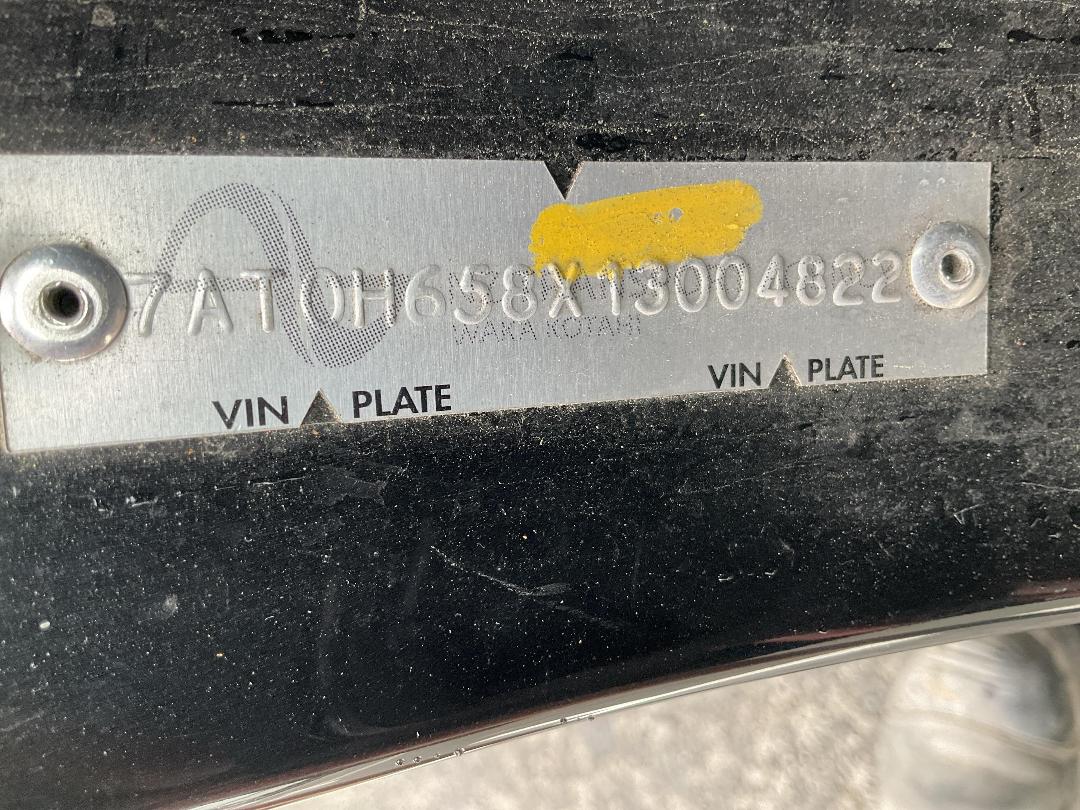 7AT0H658X13004822
WAKA KOTAHI
VIN PLATE VIN PLATE